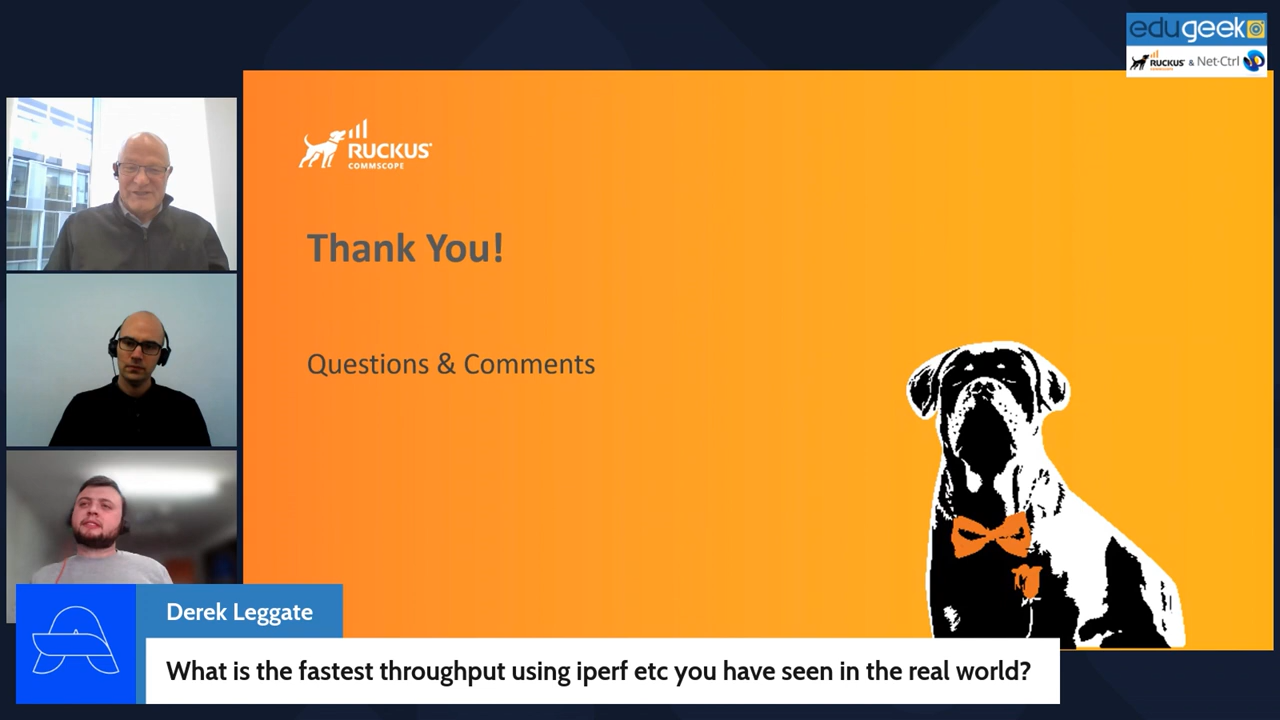 edugeek
RUCKUS & Net-Ctrl
COMMSCOPE
RUCKUS
COMMSCOPE
Thank You!
Questions & Comments
Derek Leggate
What is the fastest throughput using iperf etc you have seen in the real world?